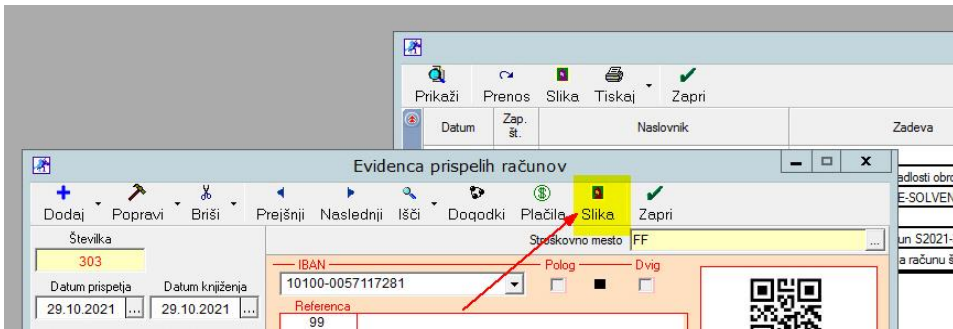 Prikaži Prenos Slika Tiskaj Zapri
Datum Zap. št. Naslovnik Zadeva
Evidenca prispelih računov
Dodaj Popravi Briši Prejšnji Naslednji Išči Dogodki Plačila Slika Zapri
Številka
303
Stroškovno mesto FF
IBAN Polog Dvig
10100-0057117281
Datum prispetja Datum knjiženja
29.10.2021 ... 29.10.2021 ...
Referenca
99
E-SOLVEN
un S2021-
a računu š